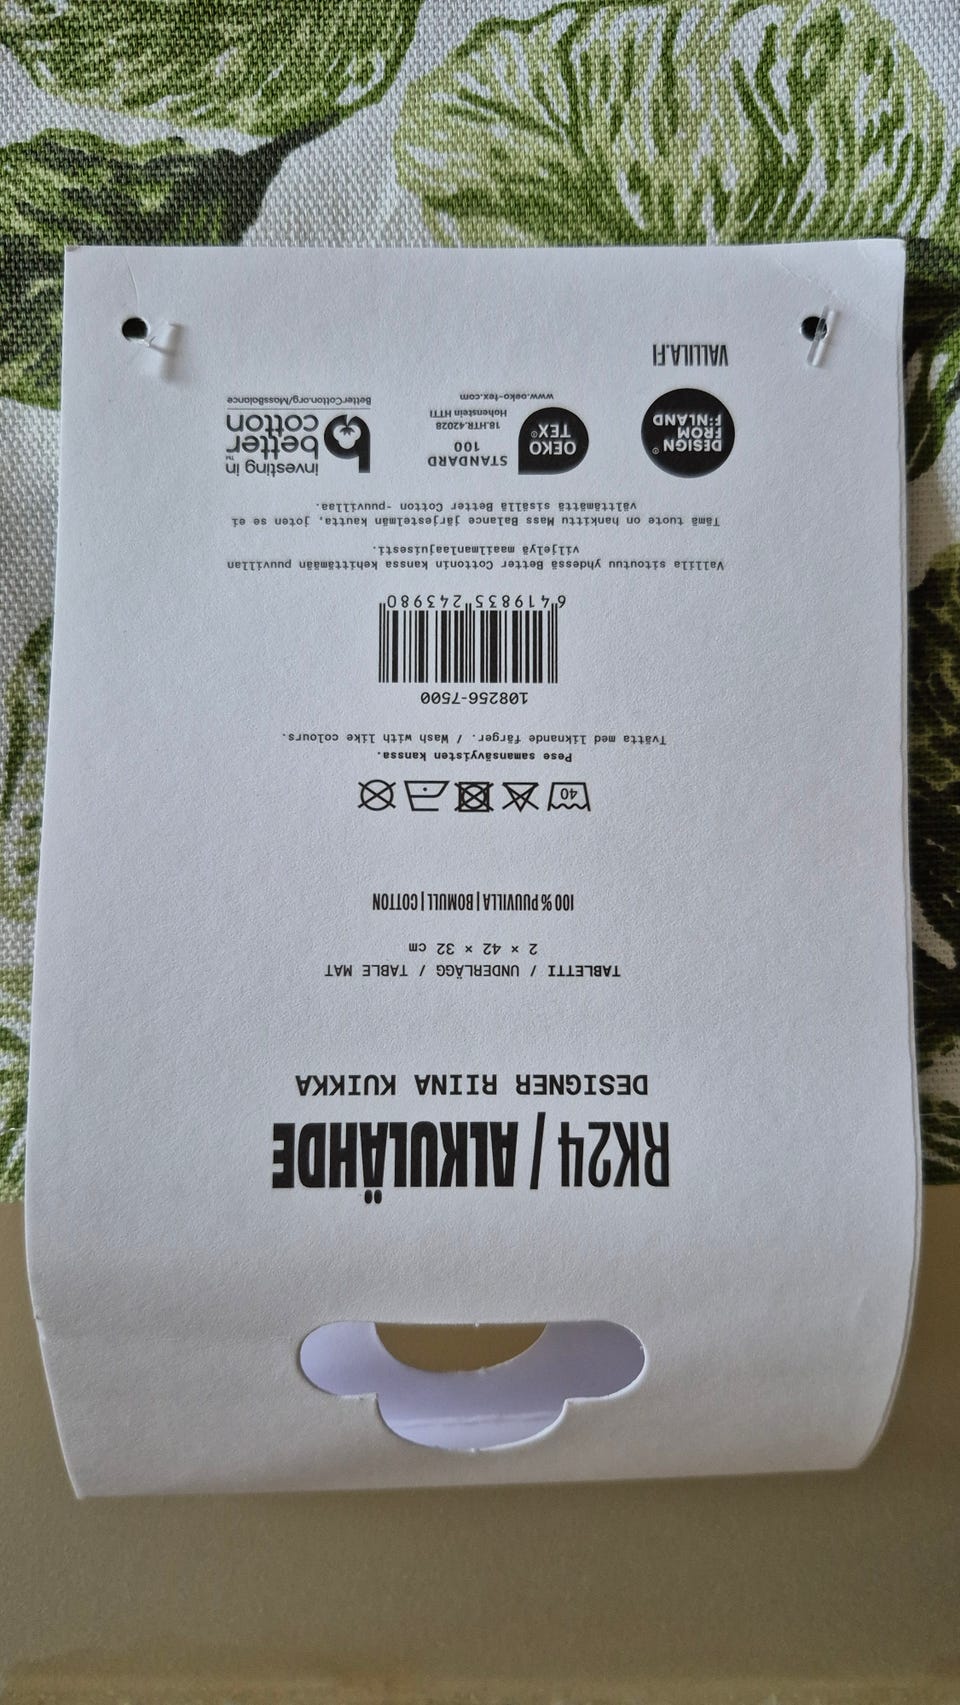 RK24 / ALKULÄHDE
DESIGNER RIINA KUIKKA
TABLETTI / UNDERLÄGG / TABLE MAT
2 × 42 × 32 cm
100 % PUUVILLA | BOMULL | COTTON
40
Pese samansävyisten kanssa.
Tvätta med liknande färger. / Wash with like colours.
108256-7500
6 419835 243980
Vallila sitoutuu yhdessä Better Cottonin kanssa kehittämään puuvillan
viljelyä maailmanlaajuisesti.
Tämä tuote on hankittu Mass Balance järjestelmän kautta, joten se ei
välttämättä sisällä Better Cotton -puuvillaa.
DESIGN®
FROM
F:NLAND
OEKO
TEX®
STANDARD
100
18.HTR.42028
Hohenstein HTTI
www.oeko-tex.com
investing in
better
cotton™
BetterCotton.org/MassBalance
VALLILA.FI